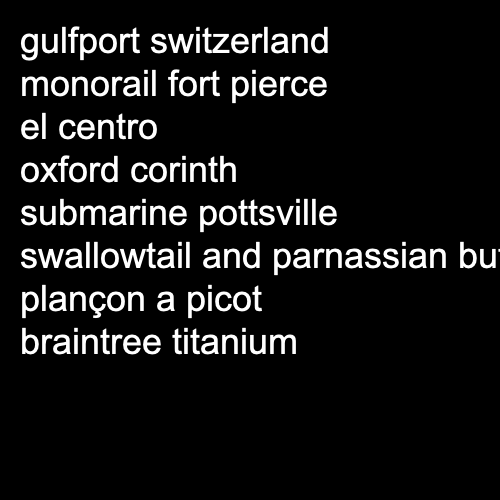 gulfport switzerland
monorail fort pierce
el centro
oxford corinth
submarine pottsville
swallowtail and parnassian
plançon a picot
braintree titanium